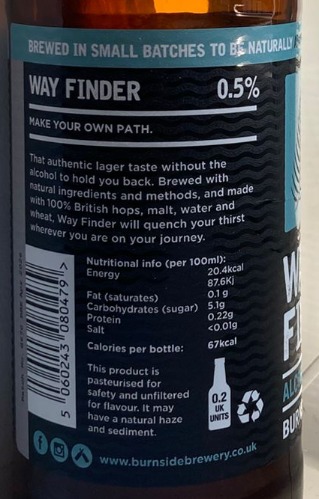 BREWED IN SMALL BATCHES TO BE NATURALLY
WAY FINDER 0.5%
MAKE YOUR OWN PATH.
That authentic lager taste without the
alcohol to hold you back. Brewed with
natural ingredients and methods, and made
with 100% British hops, malt, water and
wheat, Way Finder will quench your thirst
wherever you are on your journey.
Nutritional info (per 100ml):
Energy 20.4kcal
87.6Kj
Fat (saturates) 0.1 g
Carbohydrates (sugar) 5.1g
Protein 0.22g
Salt <0.01g
Calories per bottle: 67kcal
This product is
pasteurised for
safety and unfiltered
for flavour. It may
have a natural haze
and sediment.
0.2
UK
UNITS
5 060243 080479 >
www.burnsidebrewery.co.uk
W
F
ALCO
BURN